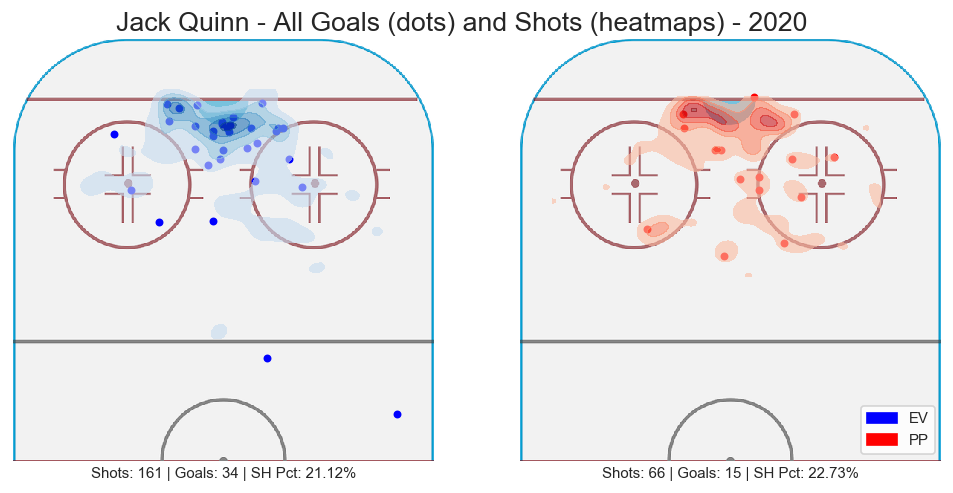 Jack Quinn - All Goals (dots) and Shots (heatmaps) - 2020
EV
PP
Shots: 161 | Goals: 34 | SH Pct: 21.12%
Shots: 66 | Goals: 15 | SH Pct: 22.73%